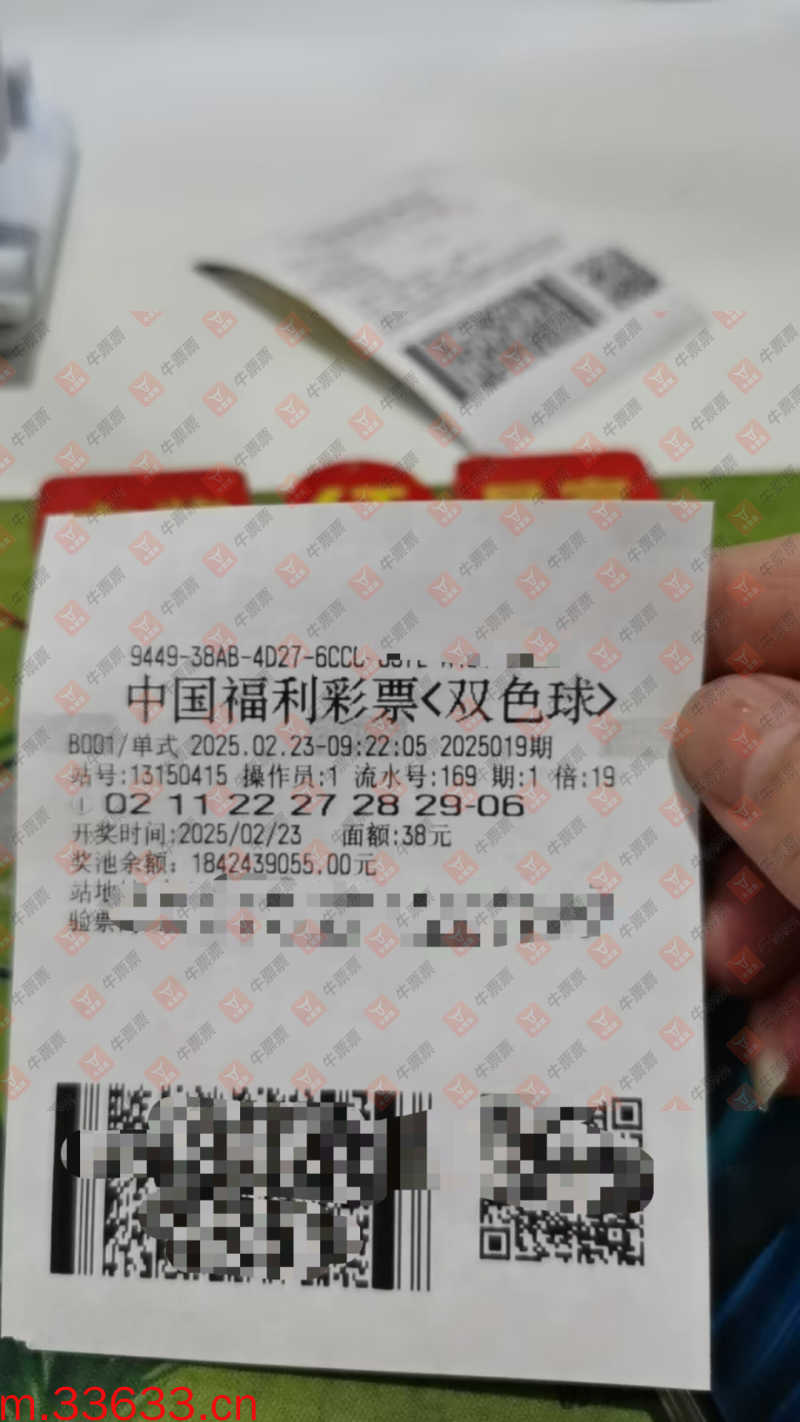 9449-38AB-4D27-6CCC-
中国福利彩票<双色球>
B001/单式 2025.02.23-09:22:05 2025019期
站号:13150415 操作员:1 流水号:169 期:1 倍:19
① 02 11 22 27 28 29-06
开奖时间:2025/02/23 面额:38元
奖池余额: 1842439055.00元
站地
验票
牛票票
m.33633.cn